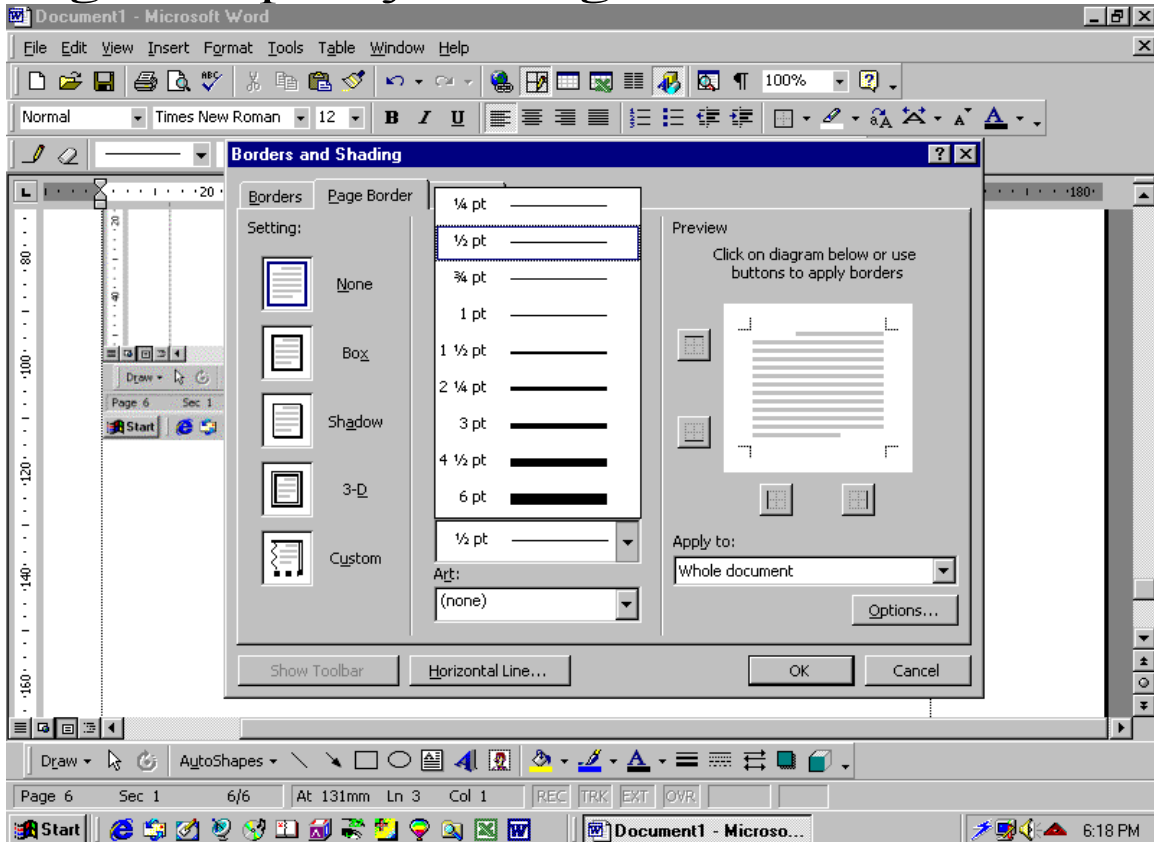 Document1 - Microsoft Word
File Edit View Insert Format Tools Table Window Help
ABC 100%
Normal Times New Roman 12 B I U
Borders and Shading
Borders Page Border
Setting:
None
Box
Shadow
3-D
Custom
¼ pt
½ pt
¾ pt
1 pt
1 ½ pt
2 ¼ pt
3 pt
4 ½ pt
6 pt
½ pt
Art:
(none)
Preview
Click on diagram below or use
buttons to apply borders
Apply to:
Whole document
Options...
Show Toolbar Horizontal Line... OK Cancel
20 180
80 100 120 140 160
20
Draw
Page 6 Sec 1
Start
Draw AutoShapes
Page 6 Sec 1 6/6 At 131mm Ln 3 Col 1 REC TRK EXT OVR
Start Document1 - Microso... 6:18 PM